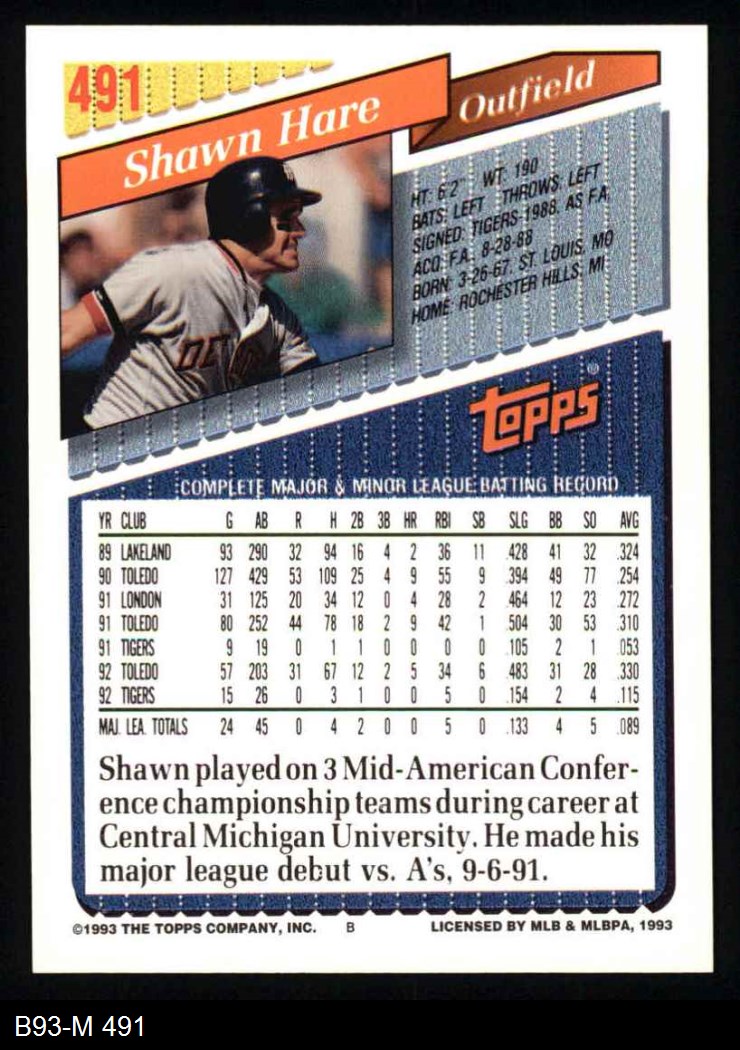 491
Shawn Hare
Outfield
HT: 6'2" WT: 190
BATS: LEFT THROWS: LEFT
SIGNED: TIGERS 1988, AS F.A.
ACQ: F.A., 8-28-88
BORN: 3-26-67, ST. LOUIS, MO
HOME: ROCHESTER HILLS, MI
DETROIT
Topps®
COMPLETE MAJOR & MINOR LEAGUE BATTING RECORD
YR CLUB G AB R H 2B 3B HR RBI SB SLG BB SO AVG
89 LAKELAND 93 290 32 94 16 4 2 36 11 .428 41 32 .324
90 TOLEDO 127 429 53 109 25 4 9 55 9 .394 49 77 .254
91 LONDON 31 125 20 34 12 0 4 28 2 .464 12 23 .272
91 TOLEDO 80 252 44 78 18 2 9 42 1 .504 30 53 .310
91 TIGERS 9 19 0 1 1 0 0 0 0 .105 2 1 .053
92 TOLEDO 57 203 31 67 12 2 5 34 6 .483 31 28 .330
92 TIGERS 15 26 0 3 1 0 0 5 0 .154 2 4 .115
MAJ. LEA. TOTALS 24 45 0 4 2 0 0 5 0 .133 4 5 .089
Shawn played on 3 Mid-American Confer-
ence championship teams during career at
Central Michigan University. He made his
major league debut vs. A's, 9-6-91.
©1993 THE TOPPS COMPANY, INC. B LICENSED BY MLB & MLBPA, 1993
B93-M 491